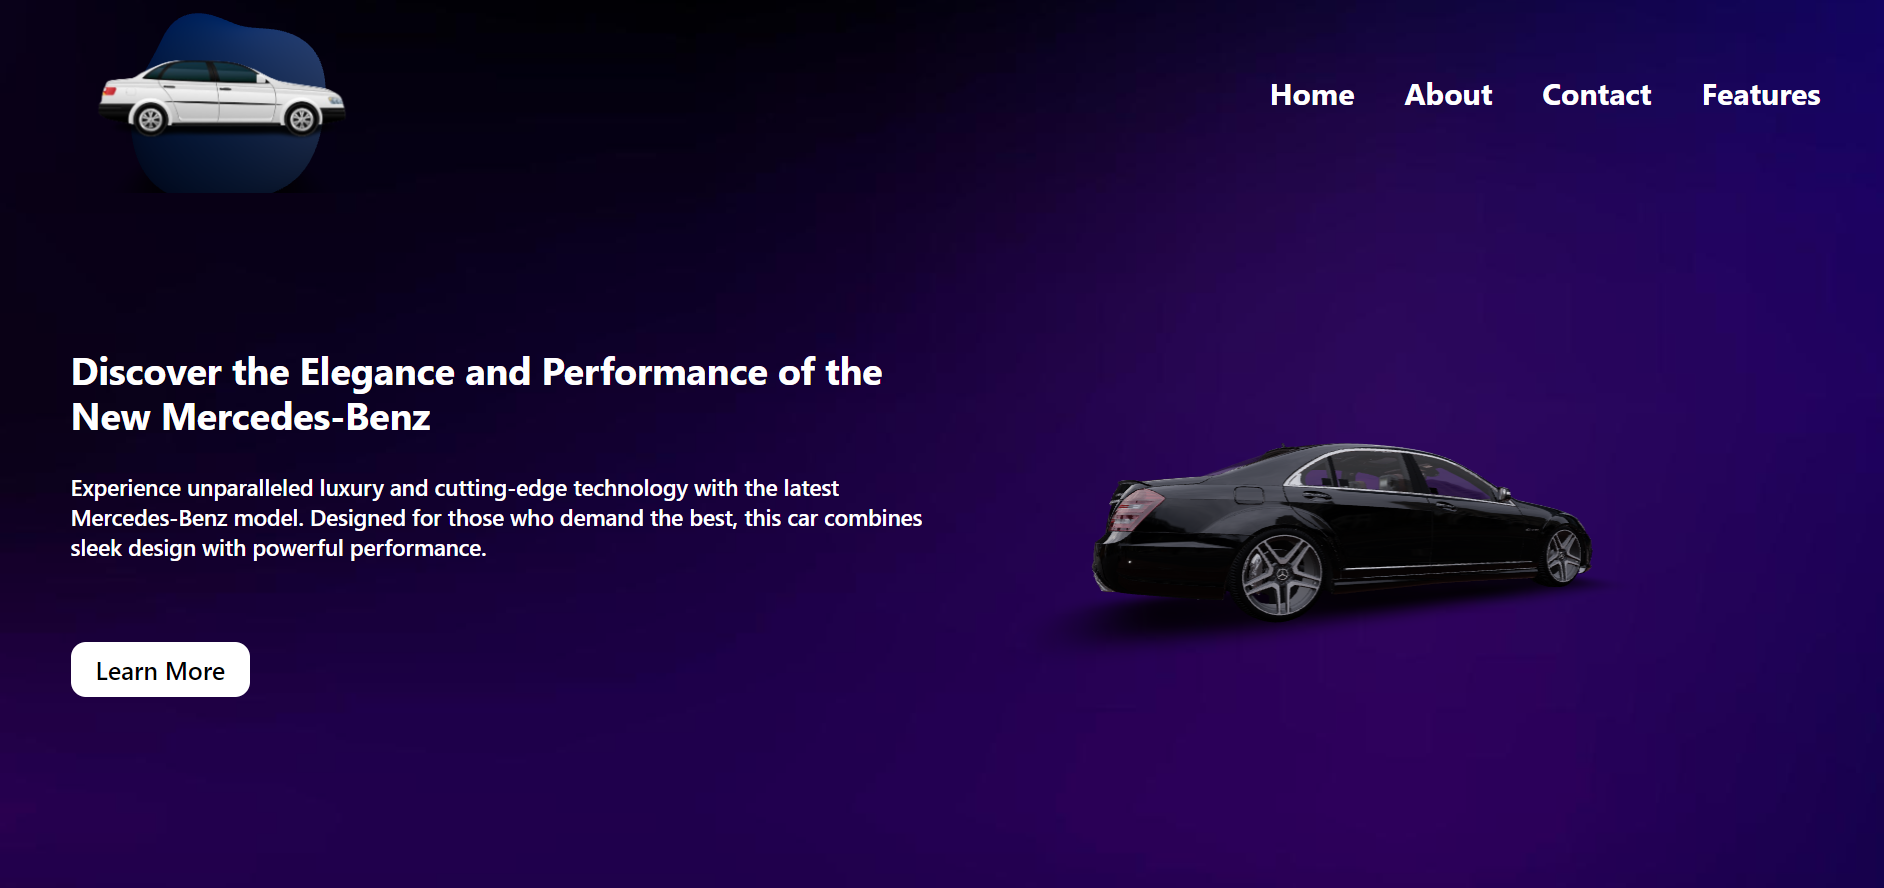 Home About Contact Features
Discover the Elegance and Performance of the
New Mercedes-Benz
Experience unparalleled luxury and cutting-edge technology with the latest
Mercedes-Benz model. Designed for those who demand the best, this car combines
sleek design with powerful performance.
Learn More